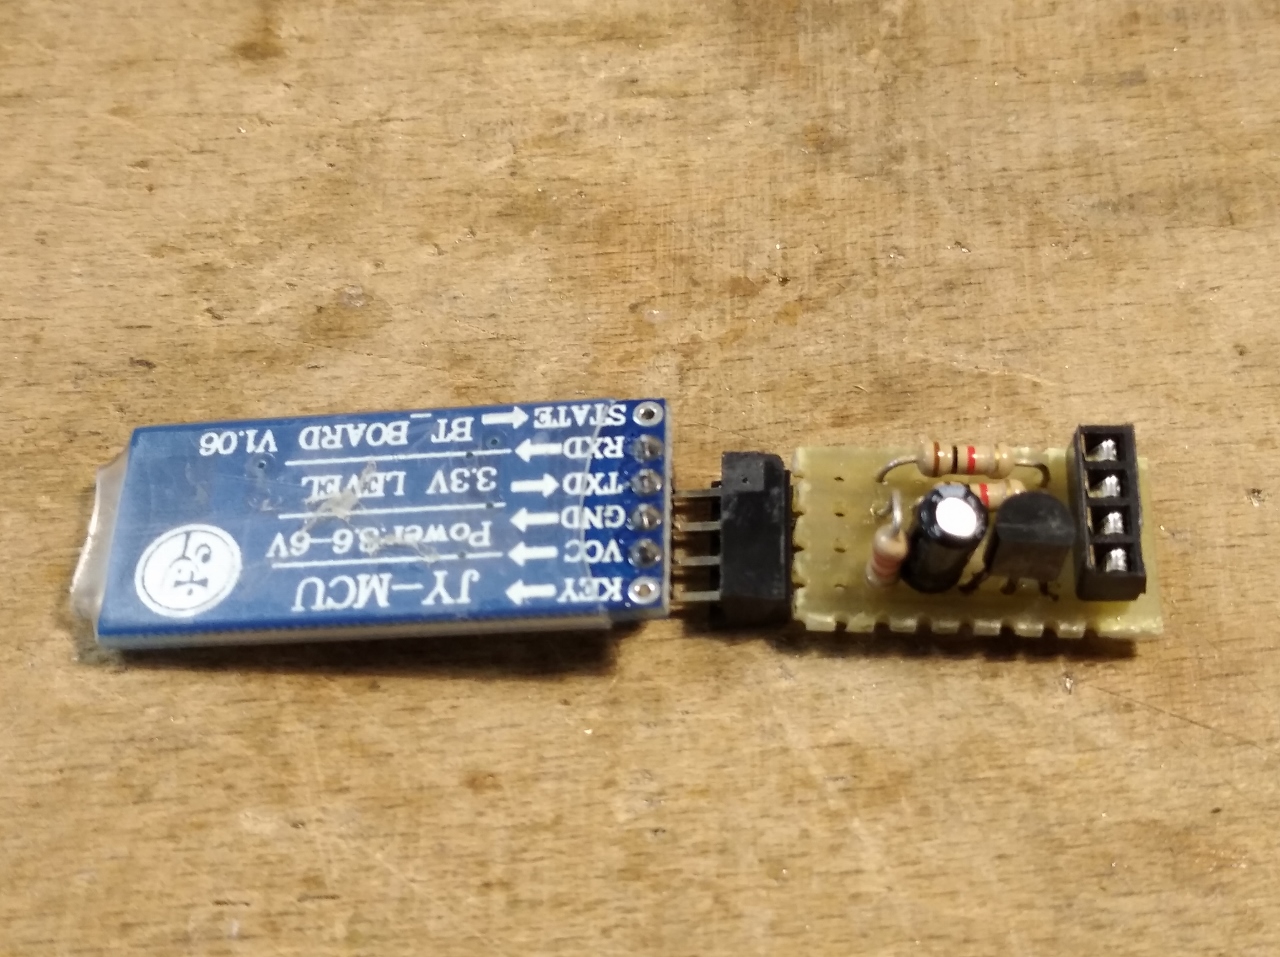 KEY
VCC
GND
TXD
RXD
STATE
JY-MCU
Power:3.6-6V
3.3V LEVEL
BT_BOARD V1.06